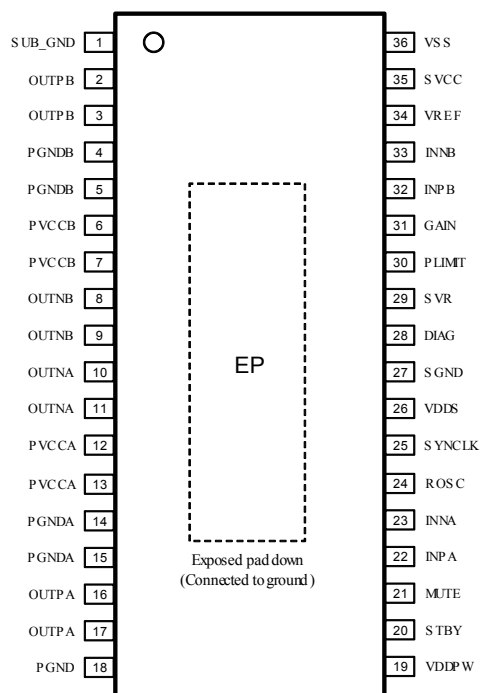 SUB_GND 1
OUTPB 2
OUTPB 3
PGNDB 4
PGNDB 5
PVCCB 6
PVCCB 7
OUTNB 8
OUTNB 9
OUTNA 10
OUTNA 11
PVCCA 12
PVCCA 13
PGNDA 14
PGNDA 15
OUTPA 16
OUTPA 17
PGND 18
EP
Exposed pad down
(Connected to ground)
36 VSS
35 SVCC
34 VREF
33 INNB
32 INPB
31 GAIN
30 PLIMIT
29 SVR
28 DIAG
27 SGND
26 VDDS
25 SYNCLK
24 ROSC
23 INNA
22 INPA
21 MUTE
20 STBY
19 VDDPW